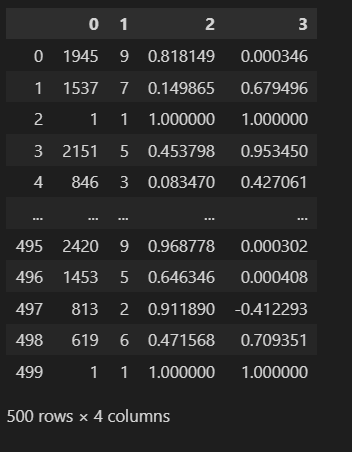 0 1 2 3
0 1945 9 0.818149 0.000346
1 1537 7 0.149865 0.679496
2 1 1 1.000000 1.000000
3 2151 5 0.453798 0.953450
4 846 3 0.083470 0.427061
... ... ... ... ...
495 2420 9 0.968778 0.000302
496 1453 5 0.646346 0.000408
497 813 2 0.911890 -0.412293
498 619 6 0.471568 0.709351
499 1 1 1.000000 1.000000
500 rows × 4 columns